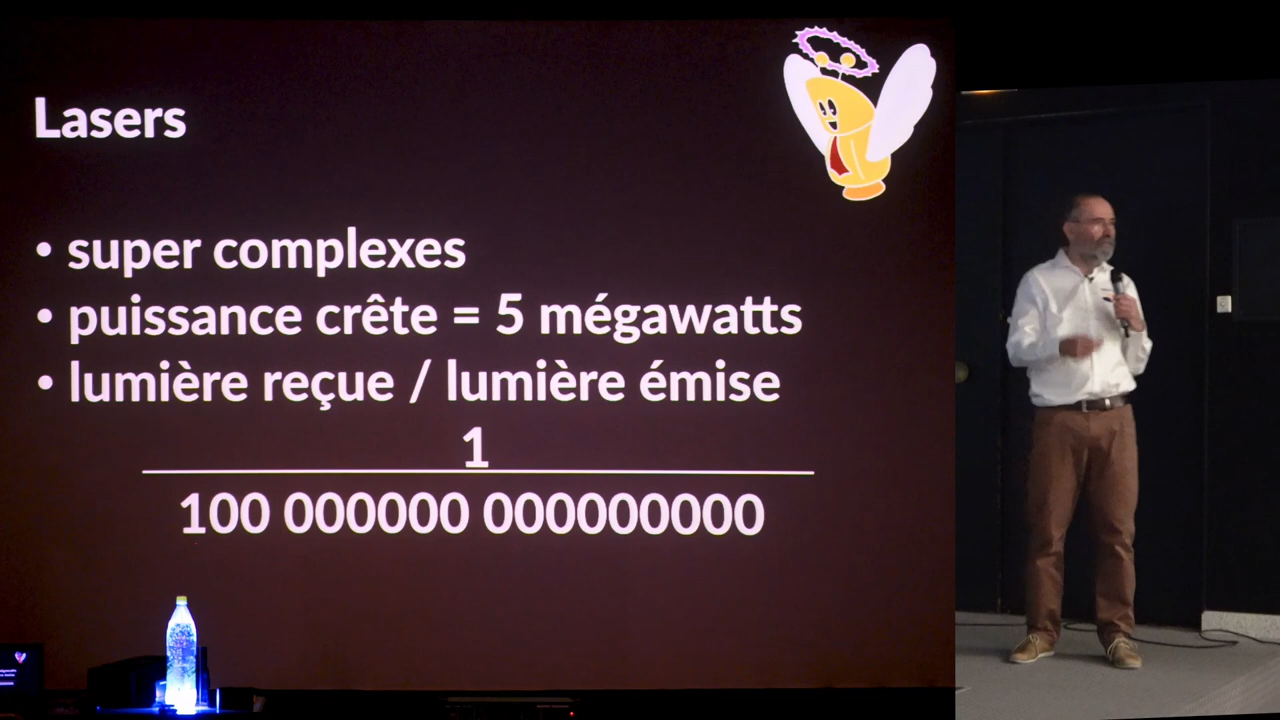 Lasers
• super complexes
• puissance crête = 5 mégawatts
• lumière reçue / lumière émise
1
100 000000 000000000